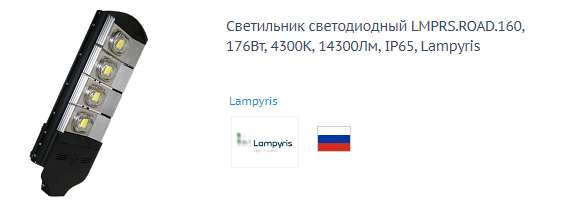 Светильник светодиодный LMPRS.ROAD.160,
176Вт, 4300К, 14300Лм, IP65, Lampyris
Lampyris
Lampyris